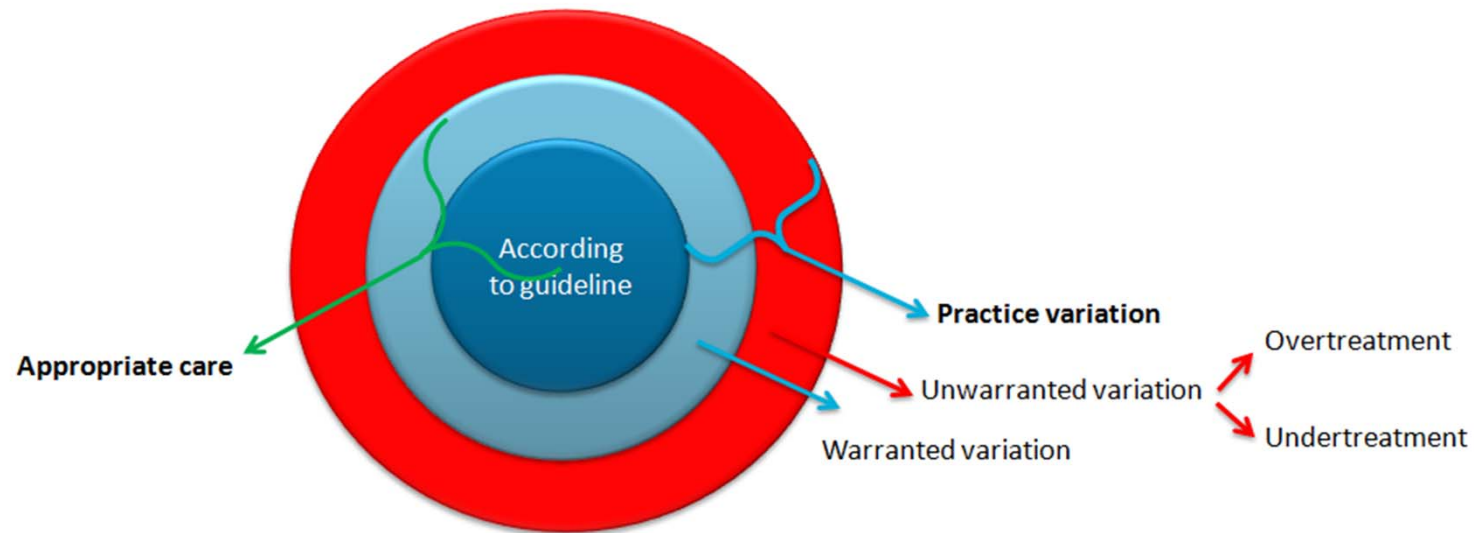 According
to guideline
Practice variation
Appropriate care
Overtreatment
Unwarranted variation
Warranted variation
Undertreatment